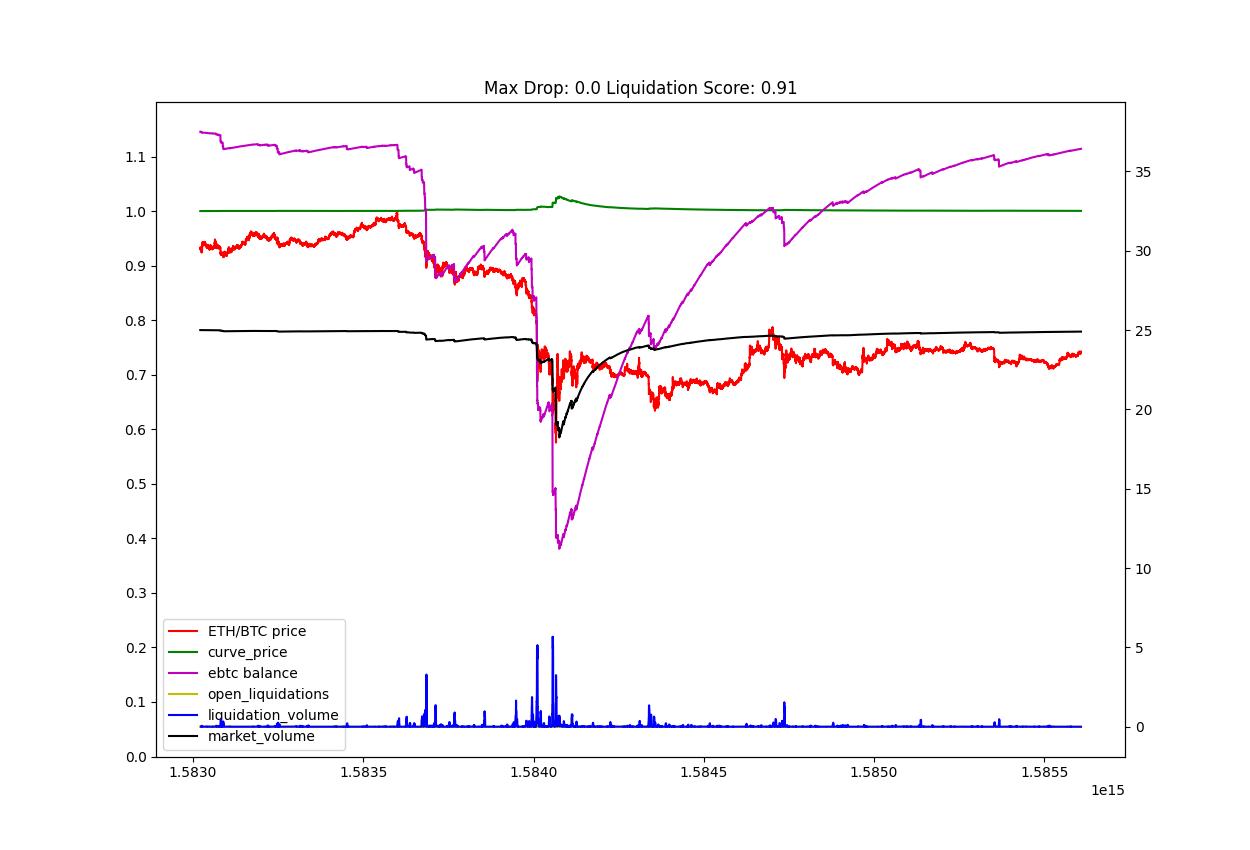 Max Drop: 0.0 Liquidation Score: 0.91
1.1
1.0
0.9
0.8
0.7
0.6
0.5
0.4
0.3
0.2
0.1
0.0
35
30
25
20
15
10
5
0
ETH/BTC price
curve_price
ebtc balance
open_liquidations
liquidation_volume
market_volume
1.5830 1.5835 1.5840 1.5845 1.5850 1.5855
1e15